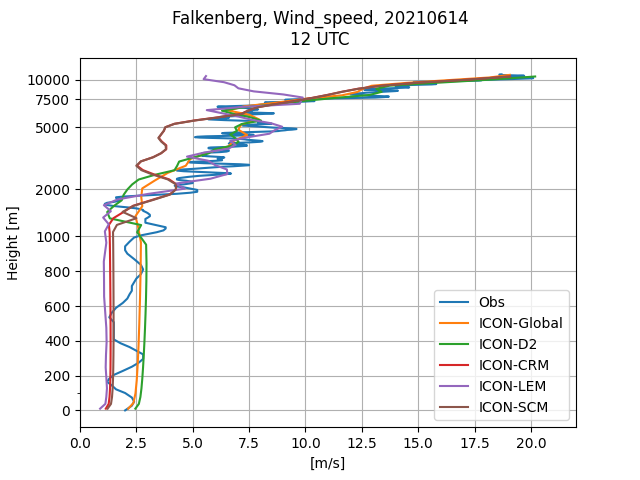 Falkenberg, Wind_speed, 20210614
12 UTC
10000
7500
5000
2000
1000
800
600
400
200
0
Height [m]
0.0 2.5 5.0 7.5 10.0 12.5 15.0 17.5 20.0
[m/s]
Obs
ICON-Global
ICON-D2
ICON-CRM
ICON-LEM
ICON-SCM